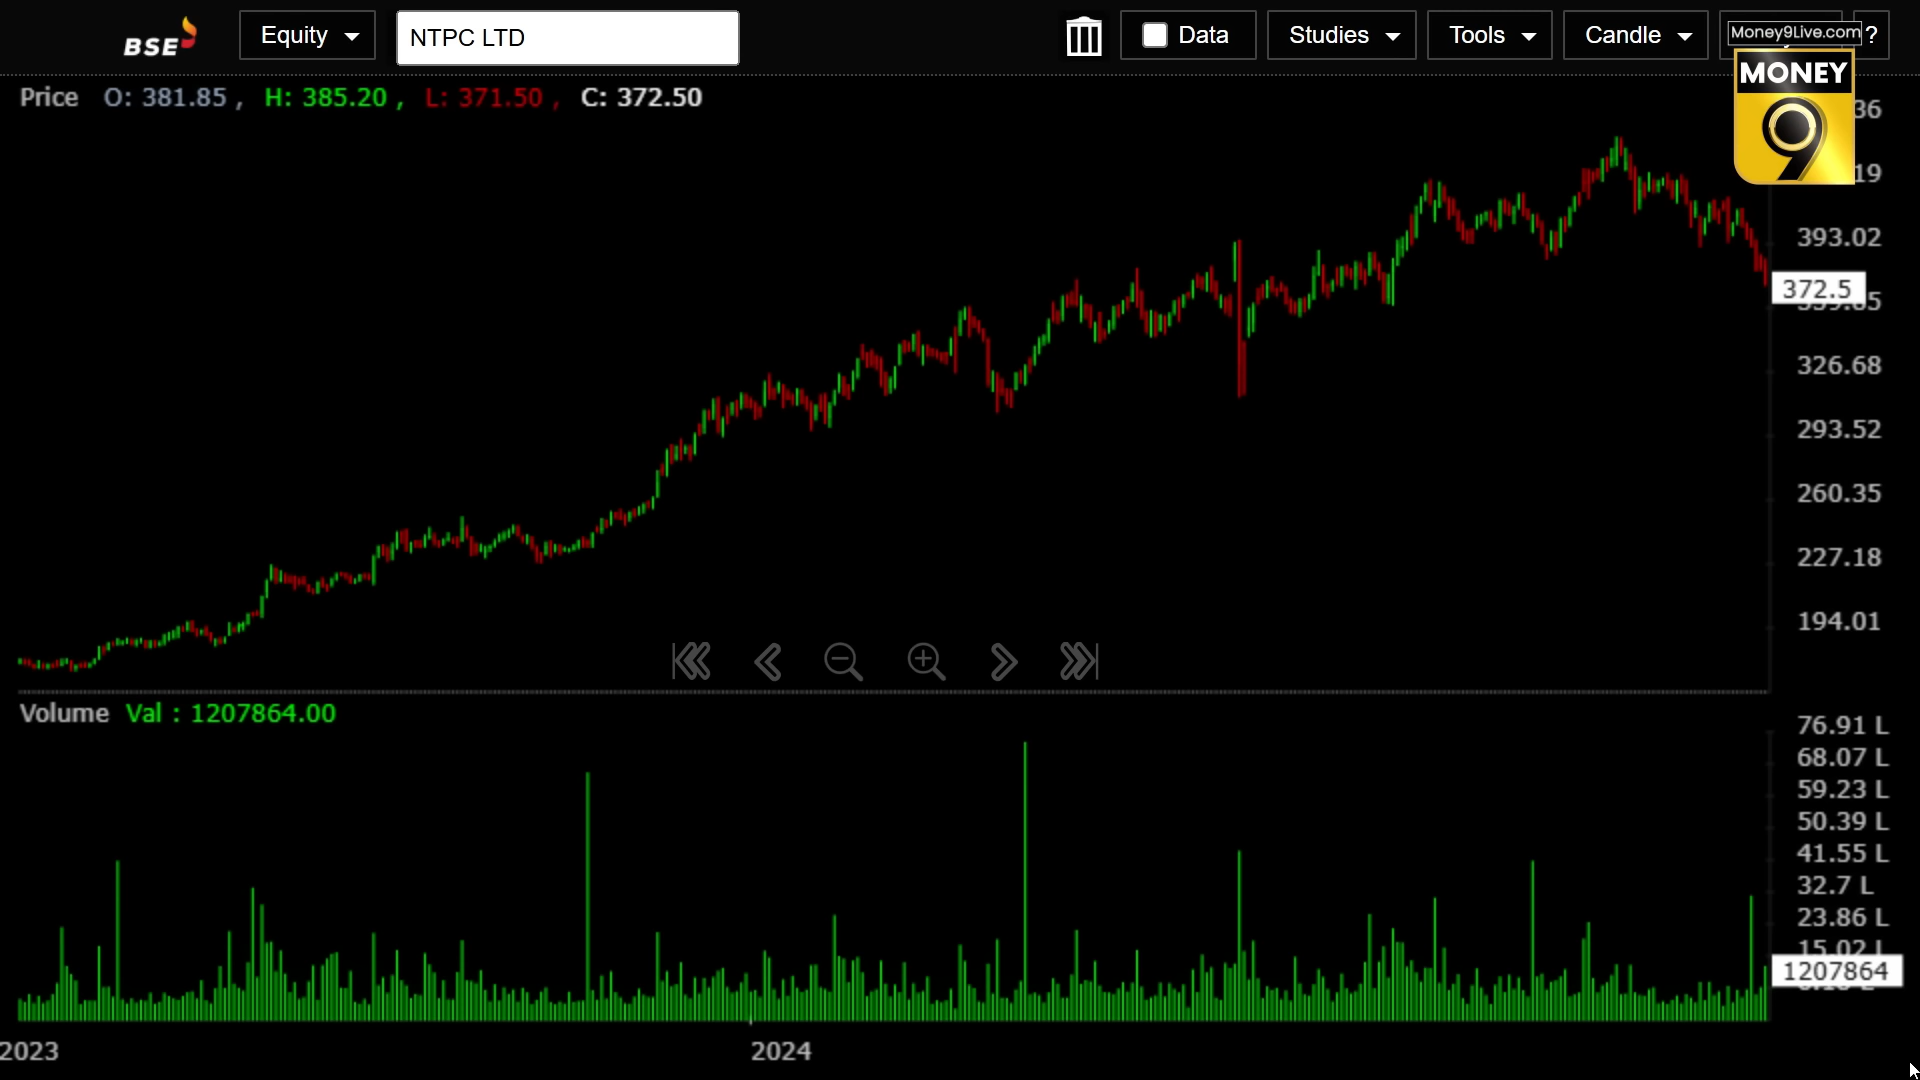 BSE Equity NTPC LTD Data Studies Tools Candle Money9Live.com ?
MONEY
9
Price O: 381.85 , H: 385.20 , L: 371.50 , C: 372.50
36
19
393.02
372.5
326.68
293.52
260.35
227.18
194.01
Volume Val : 1207864.00
76.91 L
68.07 L
59.23 L
50.39 L
41.55 L
32.7 L
23.86 L
15.02 L
1207864
2023 2024